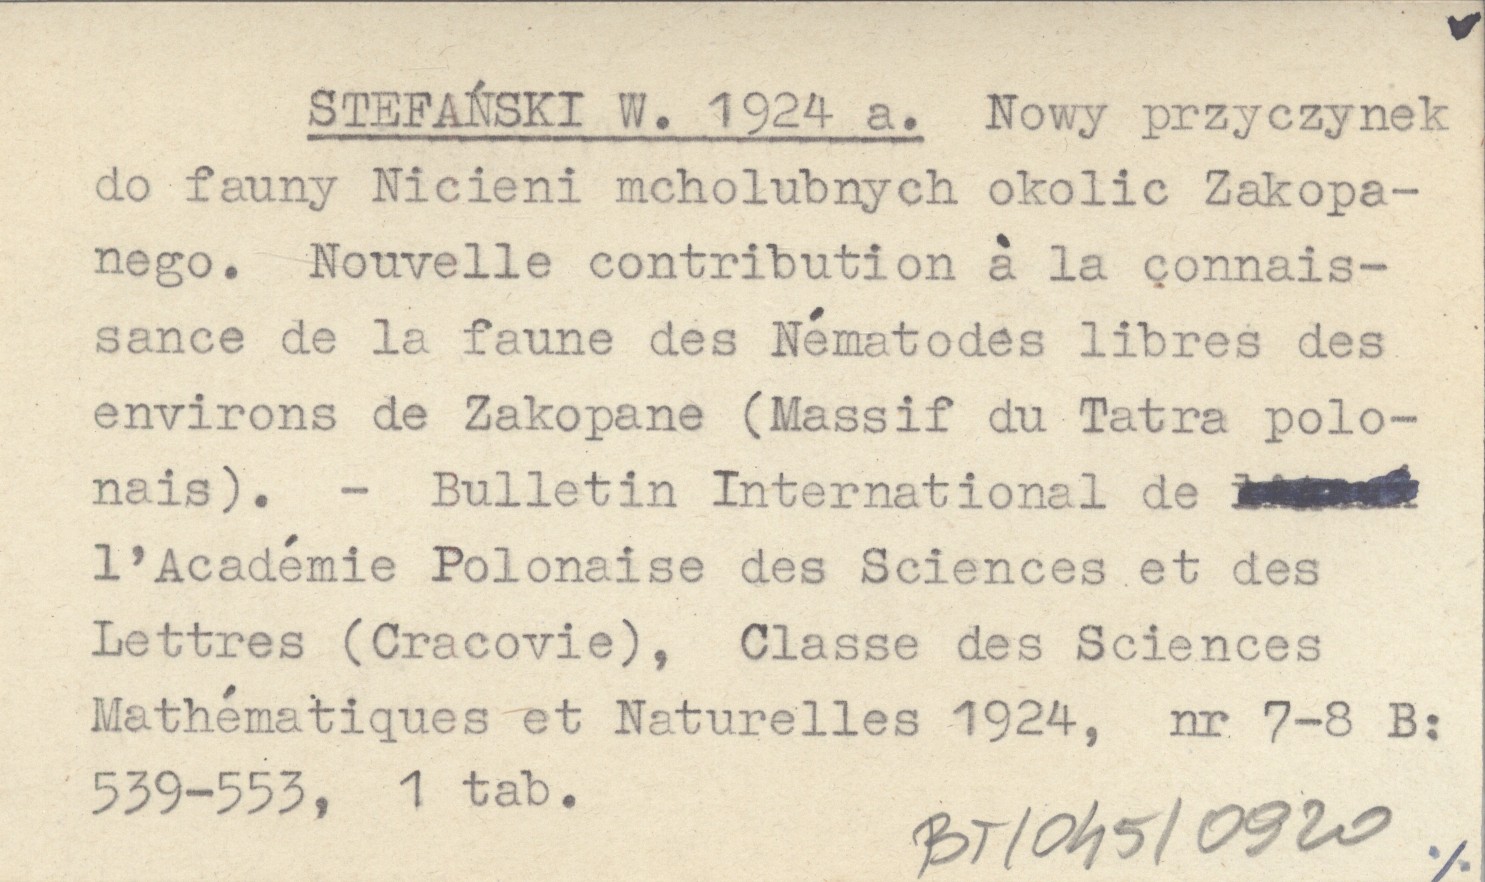 STEFAŃSKI W. 1924 a. Nowy przyczynek
do fauny Nicieni mcholubnych okolic Zakopa-
nego. Nouvelle contribution à la connais-
sance de la faune des Nématodes libres des
environs de Zakopane (Massif du Tatra polo-
nais). - Bulletin International de
l'Académie Polonaise des Sciences et des
Lettres (Cracovie), Classe des Sciences
Mathématiques et Naturelles 1924, nr 7-8 B:
539-553, 1 tab.
BT/045/0920
./.